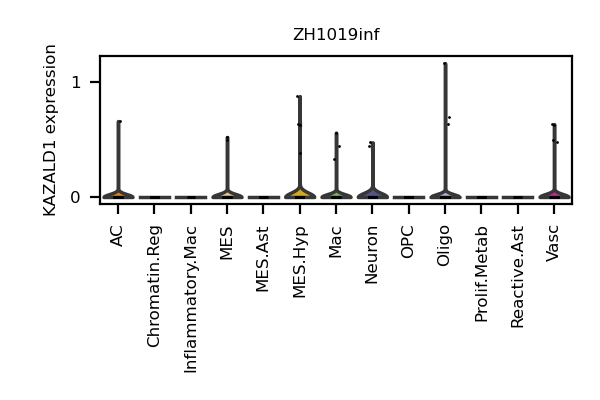 ZH1019inf
KAZALD1 expression
1
0
AC
Chromatin.Reg
Inflammatory.Mac
MES
MES.Ast
MES.Hyp
Mac
Neuron
OPC
Oligo
Prolif.Metab
Reactive.Ast
Vasc